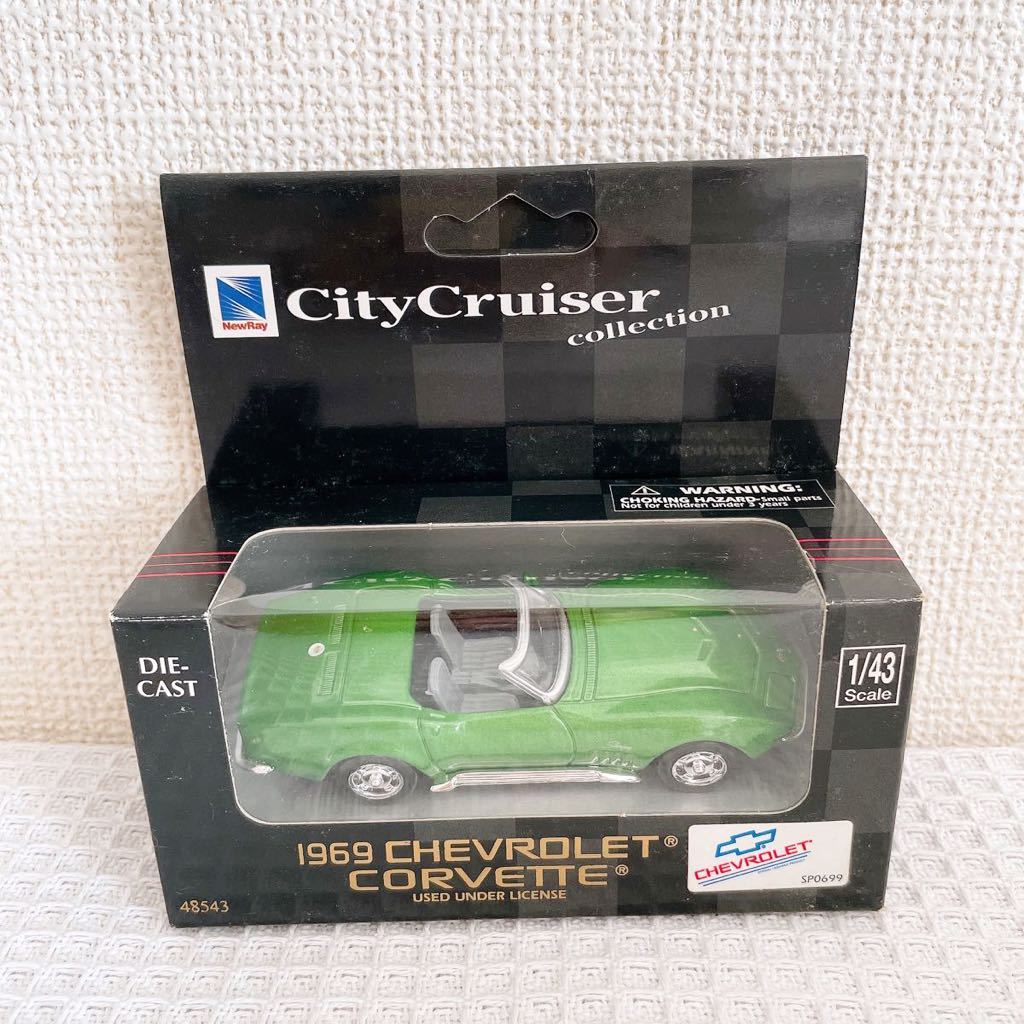 NewRay
CityCruiser
collection
WARNING:
CHOKING HAZARD-Small parts
Not for children under 3 years
DIE-
CAST
1/43
Scale
1969 CHEVROLET®
CORVETTE®
USED UNDER LICENSE
CHEVROLET
SP0699
48543